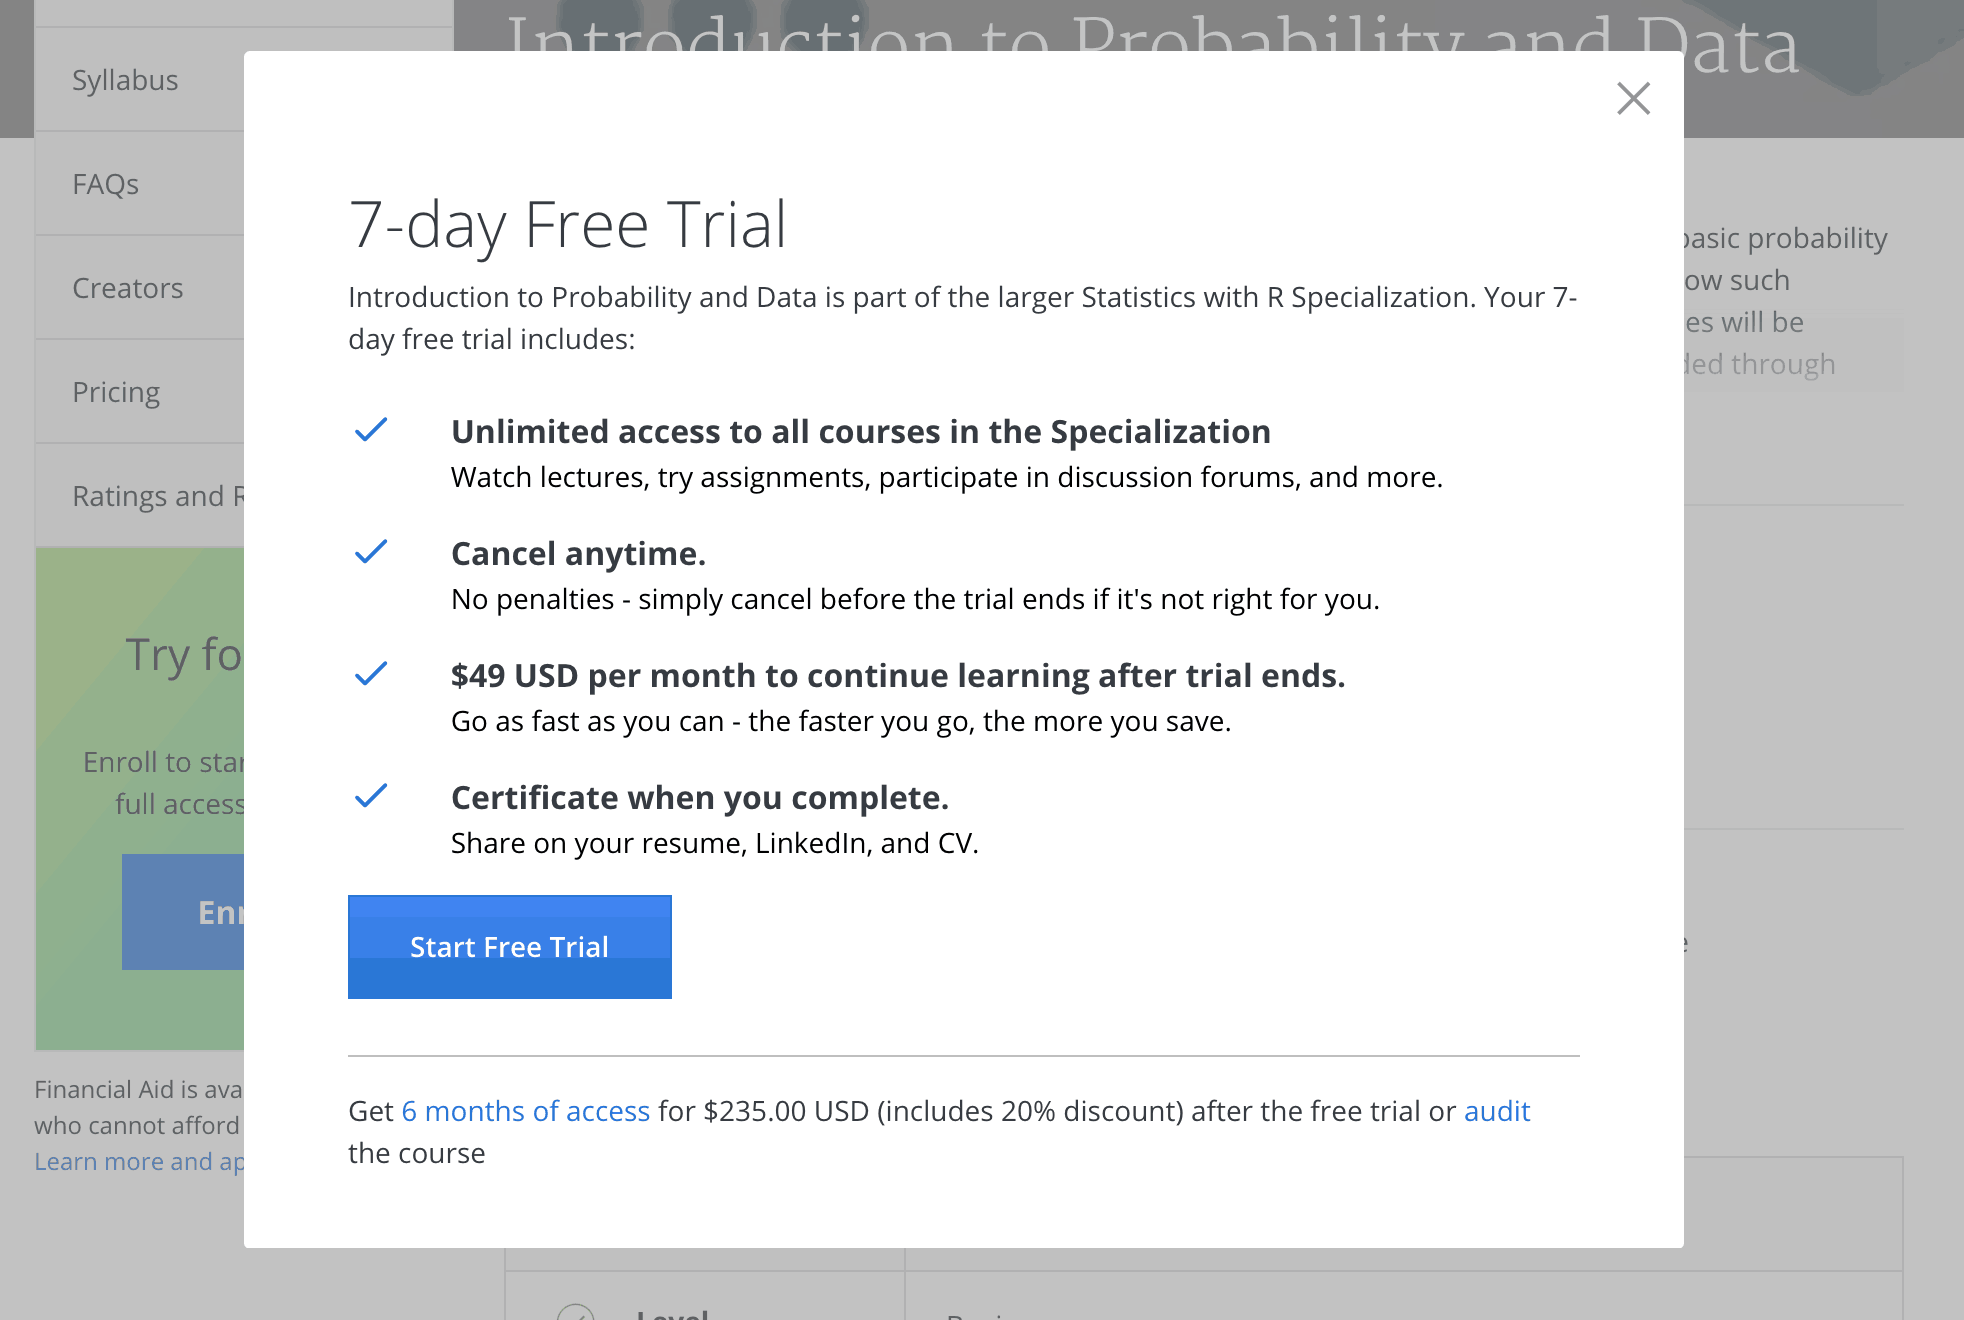 Introduction to Probability and Data
Syllabus
FAQs
Creators
Pricing
Ratings and R
Try fo
Enroll to star
full access
Enr
Financial Aid is ava
who cannot afford
Learn more and ap
7-day Free Trial
Introduction to Probability and Data is part of the larger Statistics with R Specialization. Your 7-
day free trial includes:
Unlimited access to all courses in the Specialization
Watch lectures, try assignments, participate in discussion forums, and more.
Cancel anytime.
No penalties - simply cancel before the trial ends if it's not right for you.
$49 USD per month to continue learning after trial ends.
Go as fast as you can - the faster you go, the more you save.
Certificate when you complete.
Share on your resume, LinkedIn, and CV.
Start Free Trial
Get 6 months of access for $235.00 USD (includes 20% discount) after the free trial or audit
the course
basic probability
ow such
es will be
ded through
Level